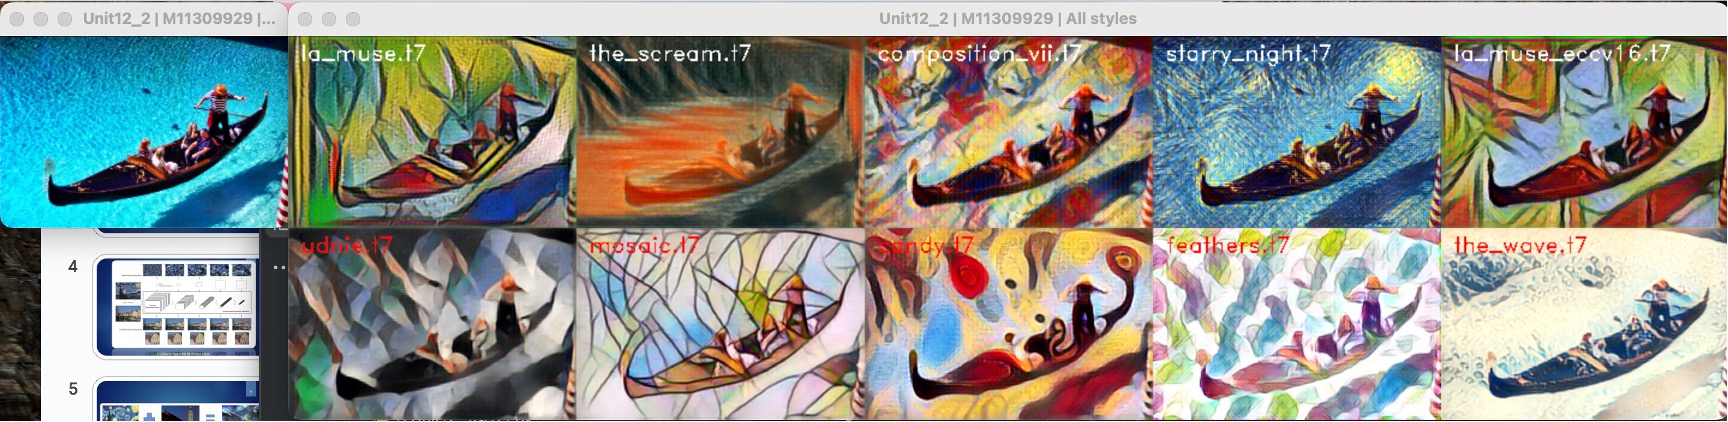 Unit12_2 | M11309929 |...
Unit12_2 | M11309929 | All styles
la_muse.t7
the_scream.t7
composition_vii.t7
starry_night.t7
la_muse_eccv16.t7
udnie.t7
mosaic.t7
candy.t7
feathers.t7
the_wave.t7
4
5